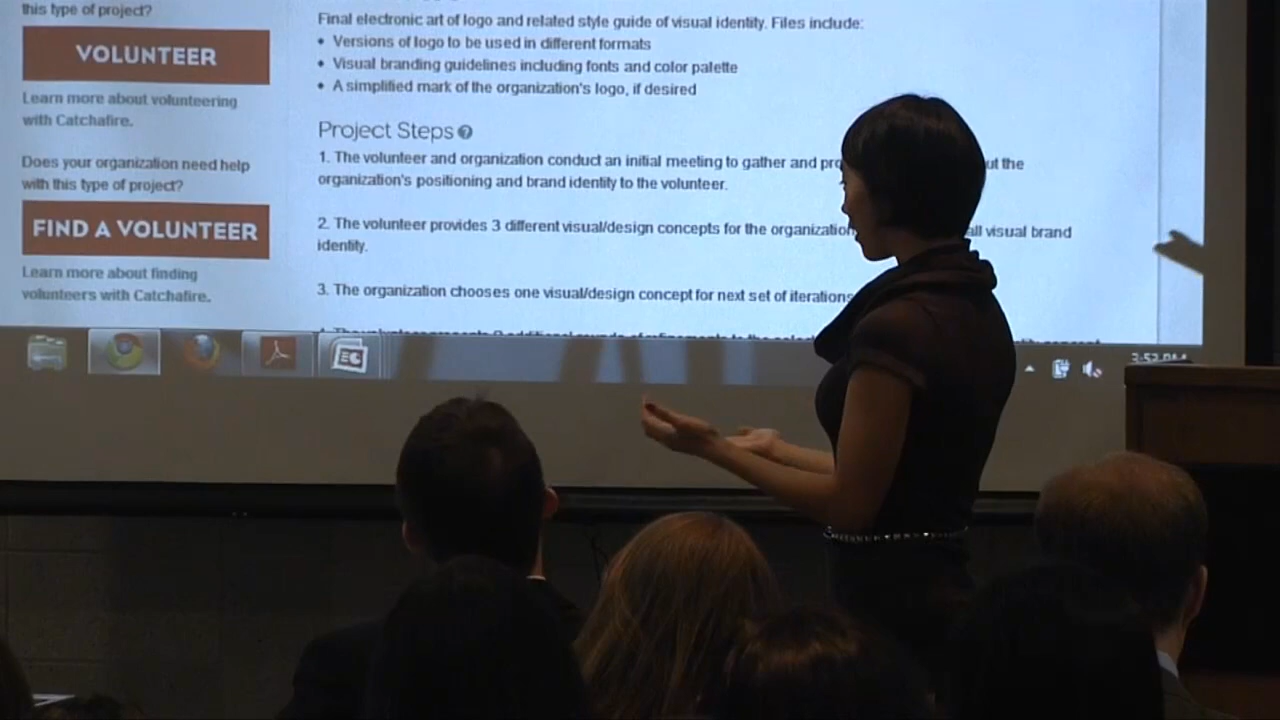 this type of project?
VOLUNTEER
Learn more about volunteering
with Catchafire.
Does your organization need help
with this type of project?
FIND A VOLUNTEER
Learn more about finding
volunteers with Catchafire.
Final electronic art of logo and related style guide of visual identity. Files include:
• Versions of logo to be used in different formats
• Visual branding guidelines including fonts and color palette
• A simplified mark of the organization's logo, if desired
Project Steps ?
1. The volunteer and organization conduct an initial meeting to gather and the
organization's positioning and brand identity to the volunteer.
2. The volunteer provides 3 different visual/design concepts for the organization visual brand
identity.
3. The organization chooses one visual/design concept for next set of iterations